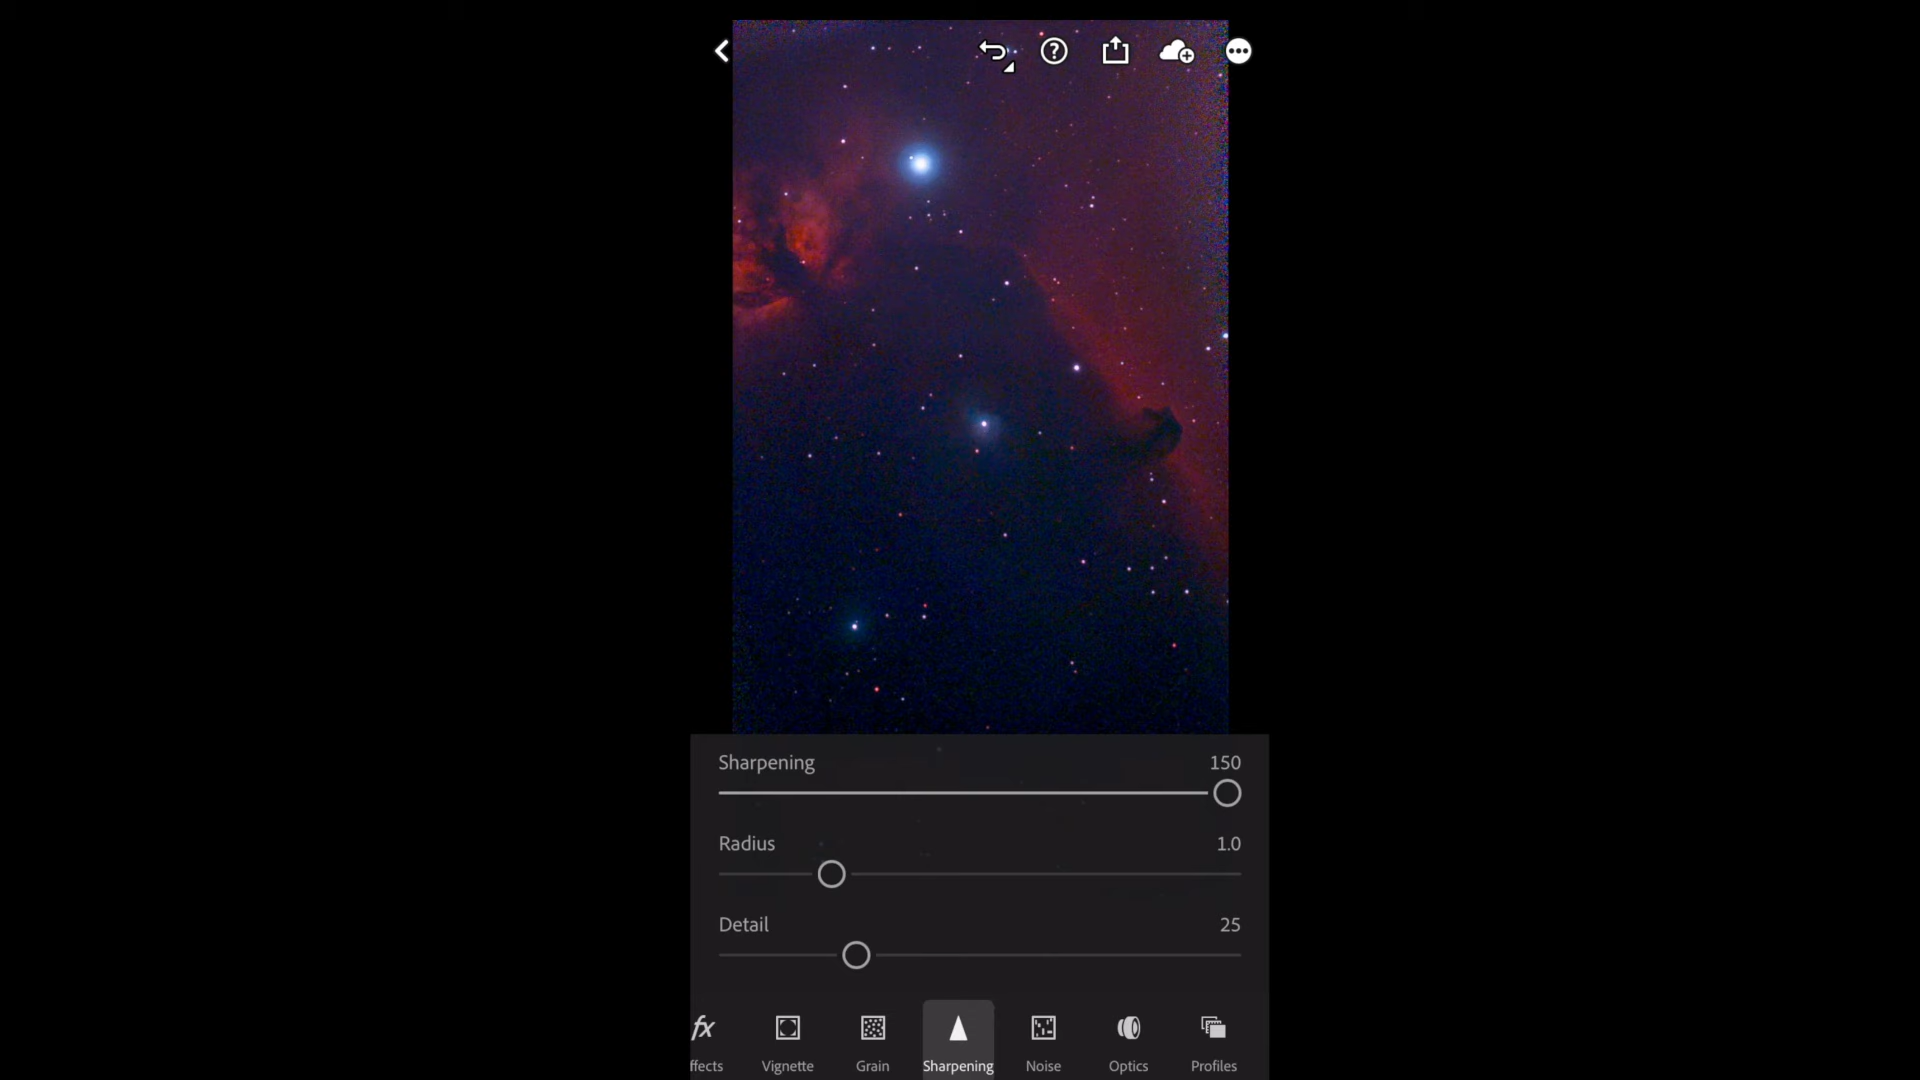 Sharpening 150
Radius 1.0
Detail 25
ffects Vignette Grain Sharpening Noise Optics Profiles